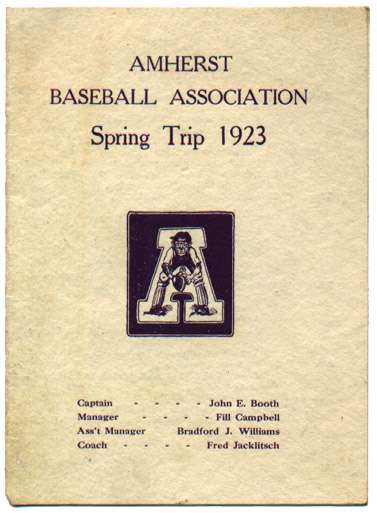 AMHERST
BASEBALL ASSOCIATION
Spring Trip 1923
A
Captain - - - - John E. Booth
Manager - - - - Fill Campbell
Ass't Manager Bradford J. Williams
Coach - - - - Fred Jacklitsch